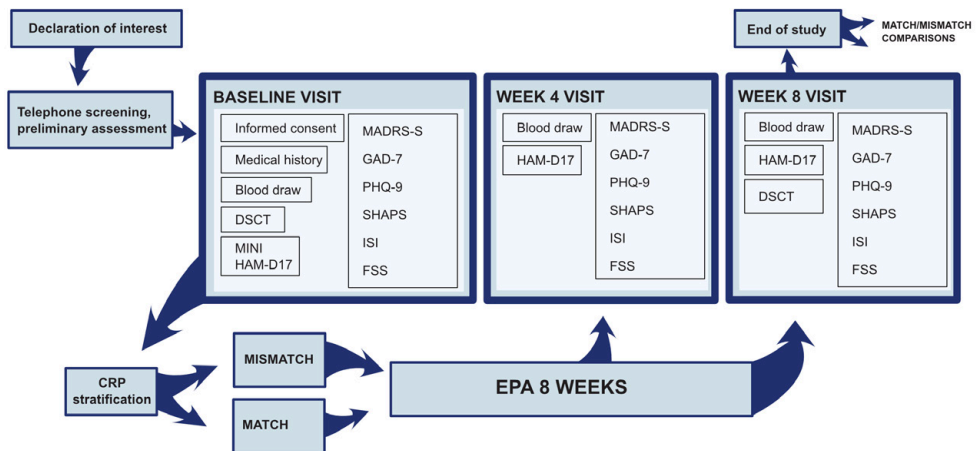 Declaration of interest
Telephone screening,
preliminary assessment
BASELINE VISIT
Informed consent
Medical history
Blood draw
DSCT
MINI
HAM-D17
MADRS-S
GAD-7
PHQ-9
SHAPS
ISI
FSS
WEEK 4 VISIT
Blood draw
HAM-D17
MADRS-S
GAD-7
PHQ-9
SHAPS
ISI
FSS
WEEK 8 VISIT
Blood draw
HAM-D17
DSCT
MADRS-S
GAD-7
PHQ-9
SHAPS
ISI
FSS
End of study
MATCH/MISMATCH
COMPARISONS
CRP
stratification
MISMATCH
MATCH
EPA 8 WEEKS